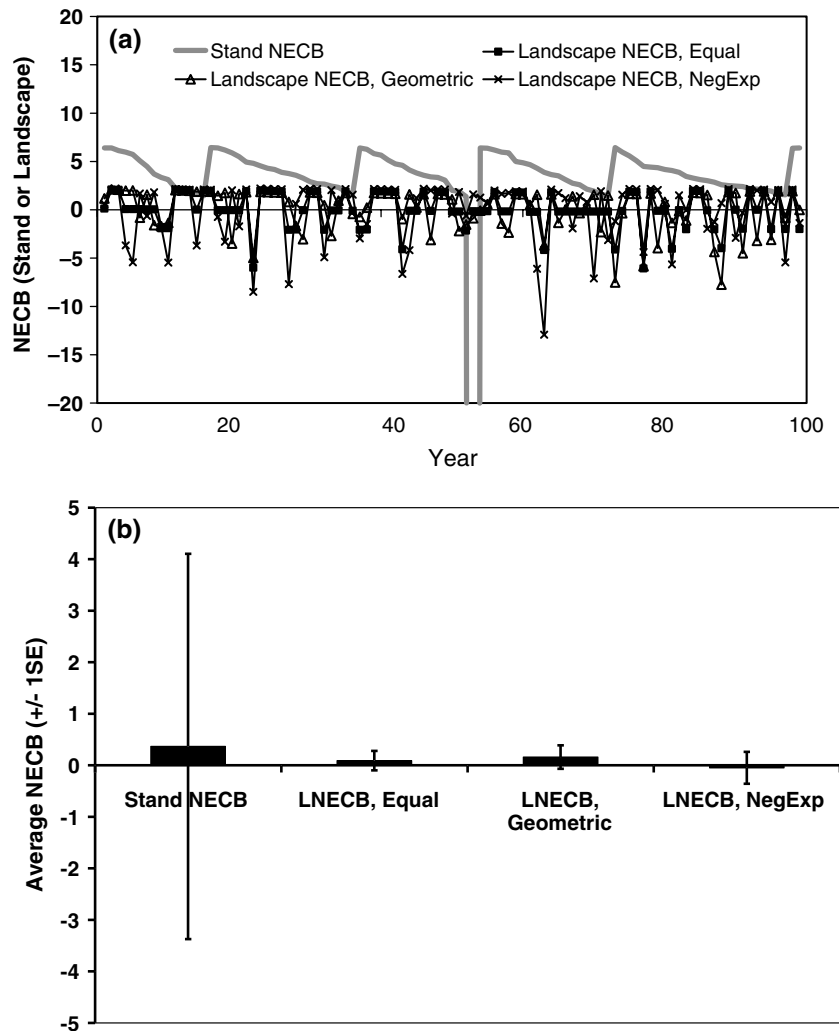 (a)
Stand NECB
Landscape NECB, Equal
Landscape NECB, Geometric
Landscape NECB, NegExp
NECB (Stand or Landscape)
20
15
10
5
0
−5
−10
−15
−20
0 20 40 60 80 100
Year
(b)
Average NECB (+/- 1SE)
5
4
3
2
1
0
-1
-2
-3
-4
-5
Stand NECB
LNECB, Equal
LNECB,
Geometric
LNECB, NegExp